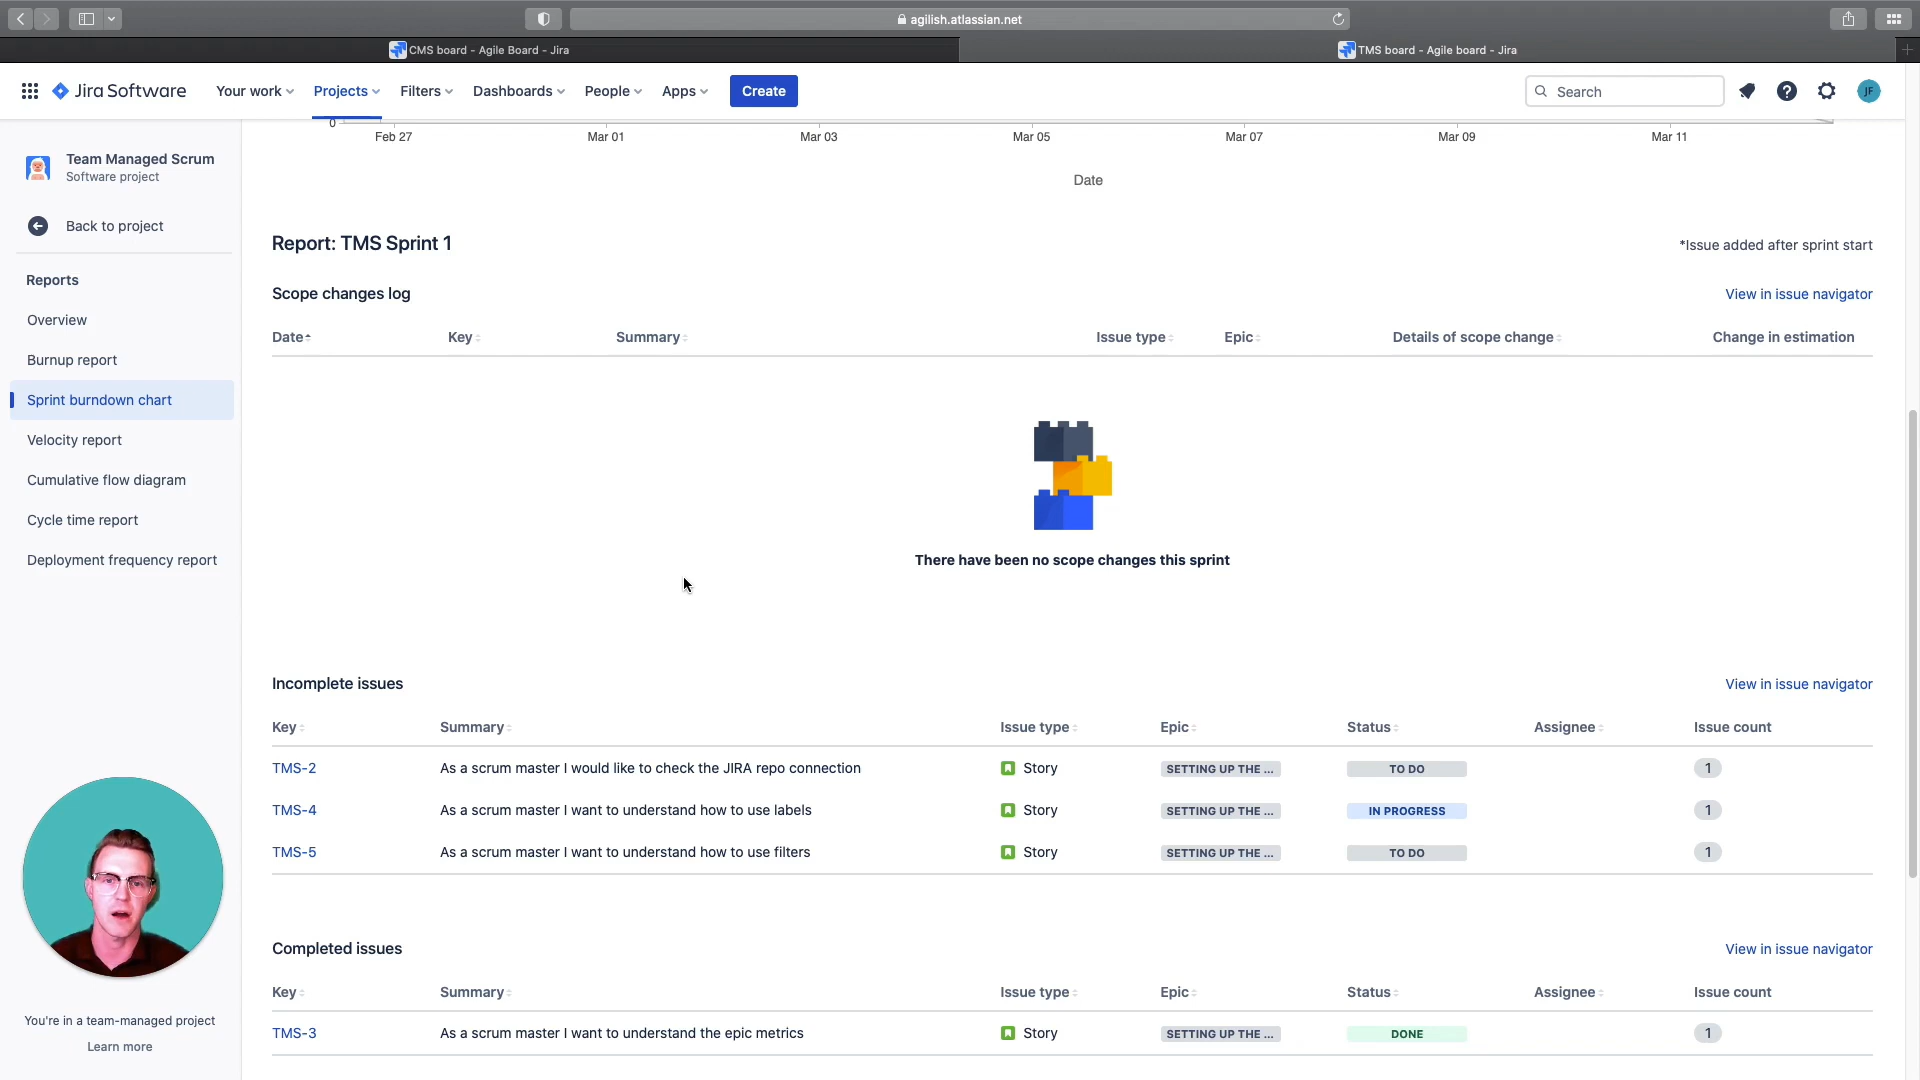 agilish.atlassian.net
CMS board - Agile Board - Jira
TMS board - Agile board - Jira
Jira Software
Your work
Projects
Filters
Dashboards
People
Apps
Create
Search
JF
Team Managed Scrum
Software project
Back to project
Reports
Overview
Burnup report
Sprint burndown chart
Velocity report
Cumulative flow diagram
Cycle time report
Deployment frequency report
You're in a team-managed project
Learn more
0
Feb 27 Mar 01 Mar 03 Mar 05 Mar 07 Mar 09 Mar 11
Date
Report: TMS Sprint 1
*Issue added after sprint start
Scope changes log
View in issue navigator
Date Key Summary Issue type Epic Details of scope change Change in estimation
There have been no scope changes this sprint
Incomplete issues
View in issue navigator
Key Summary Issue type Epic Status Assignee Issue count
TMS-2 As a scrum master I would like to check the JIRA repo connection Story SETTING UP THE ... TO DO 1
TMS-4 As a scrum master I want to understand how to use labels Story SETTING UP THE ... IN PROGRESS 1
TMS-5 As a scrum master I want to understand how to use filters Story SETTING UP THE ... TO DO 1
Completed issues
View in issue navigator
Key Summary Issue type Epic Status Assignee Issue count
TMS-3 As a scrum master I want to understand the epic metrics Story SETTING UP THE ... DONE 1